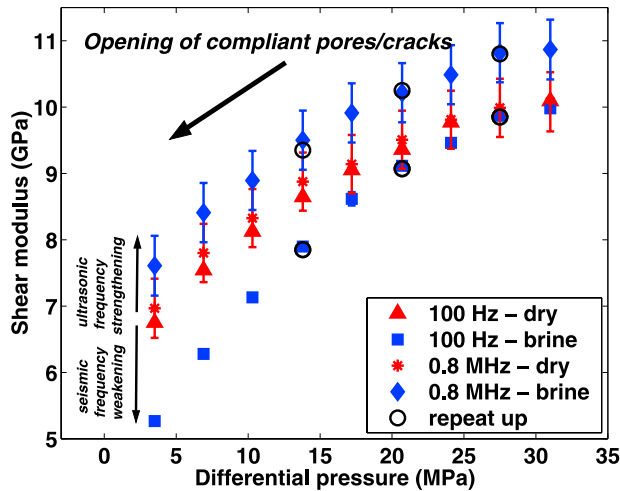 Opening of compliant pores/cracks
Shear modulus (GPa)
11
10
9
8
7
6
5
ultrasonic
frequency
strengthening
seismic
frequency
weakening
100 Hz – dry
100 Hz – brine
0.8 MHz – dry
0.8 MHz – brine
repeat up
0 5 10 15 20 25 30 35
Differential pressure (MPa)